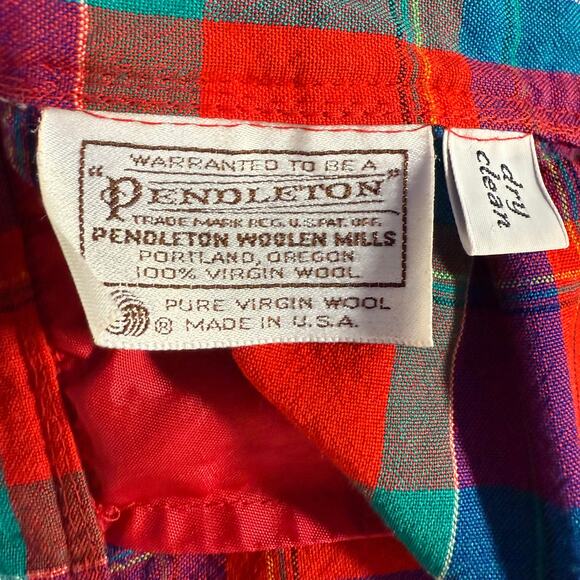 WARRANTED TO BE A
"PENDLETON"
TRADE MARK REG. U.S. PAT. OFF.
PENDLETON WOOLEN MILLS
PORTLAND, OREGON
100% VIRGIN WOOL
PURE VIRGIN WOOL
® MADE IN U.S.A.
dry
clean